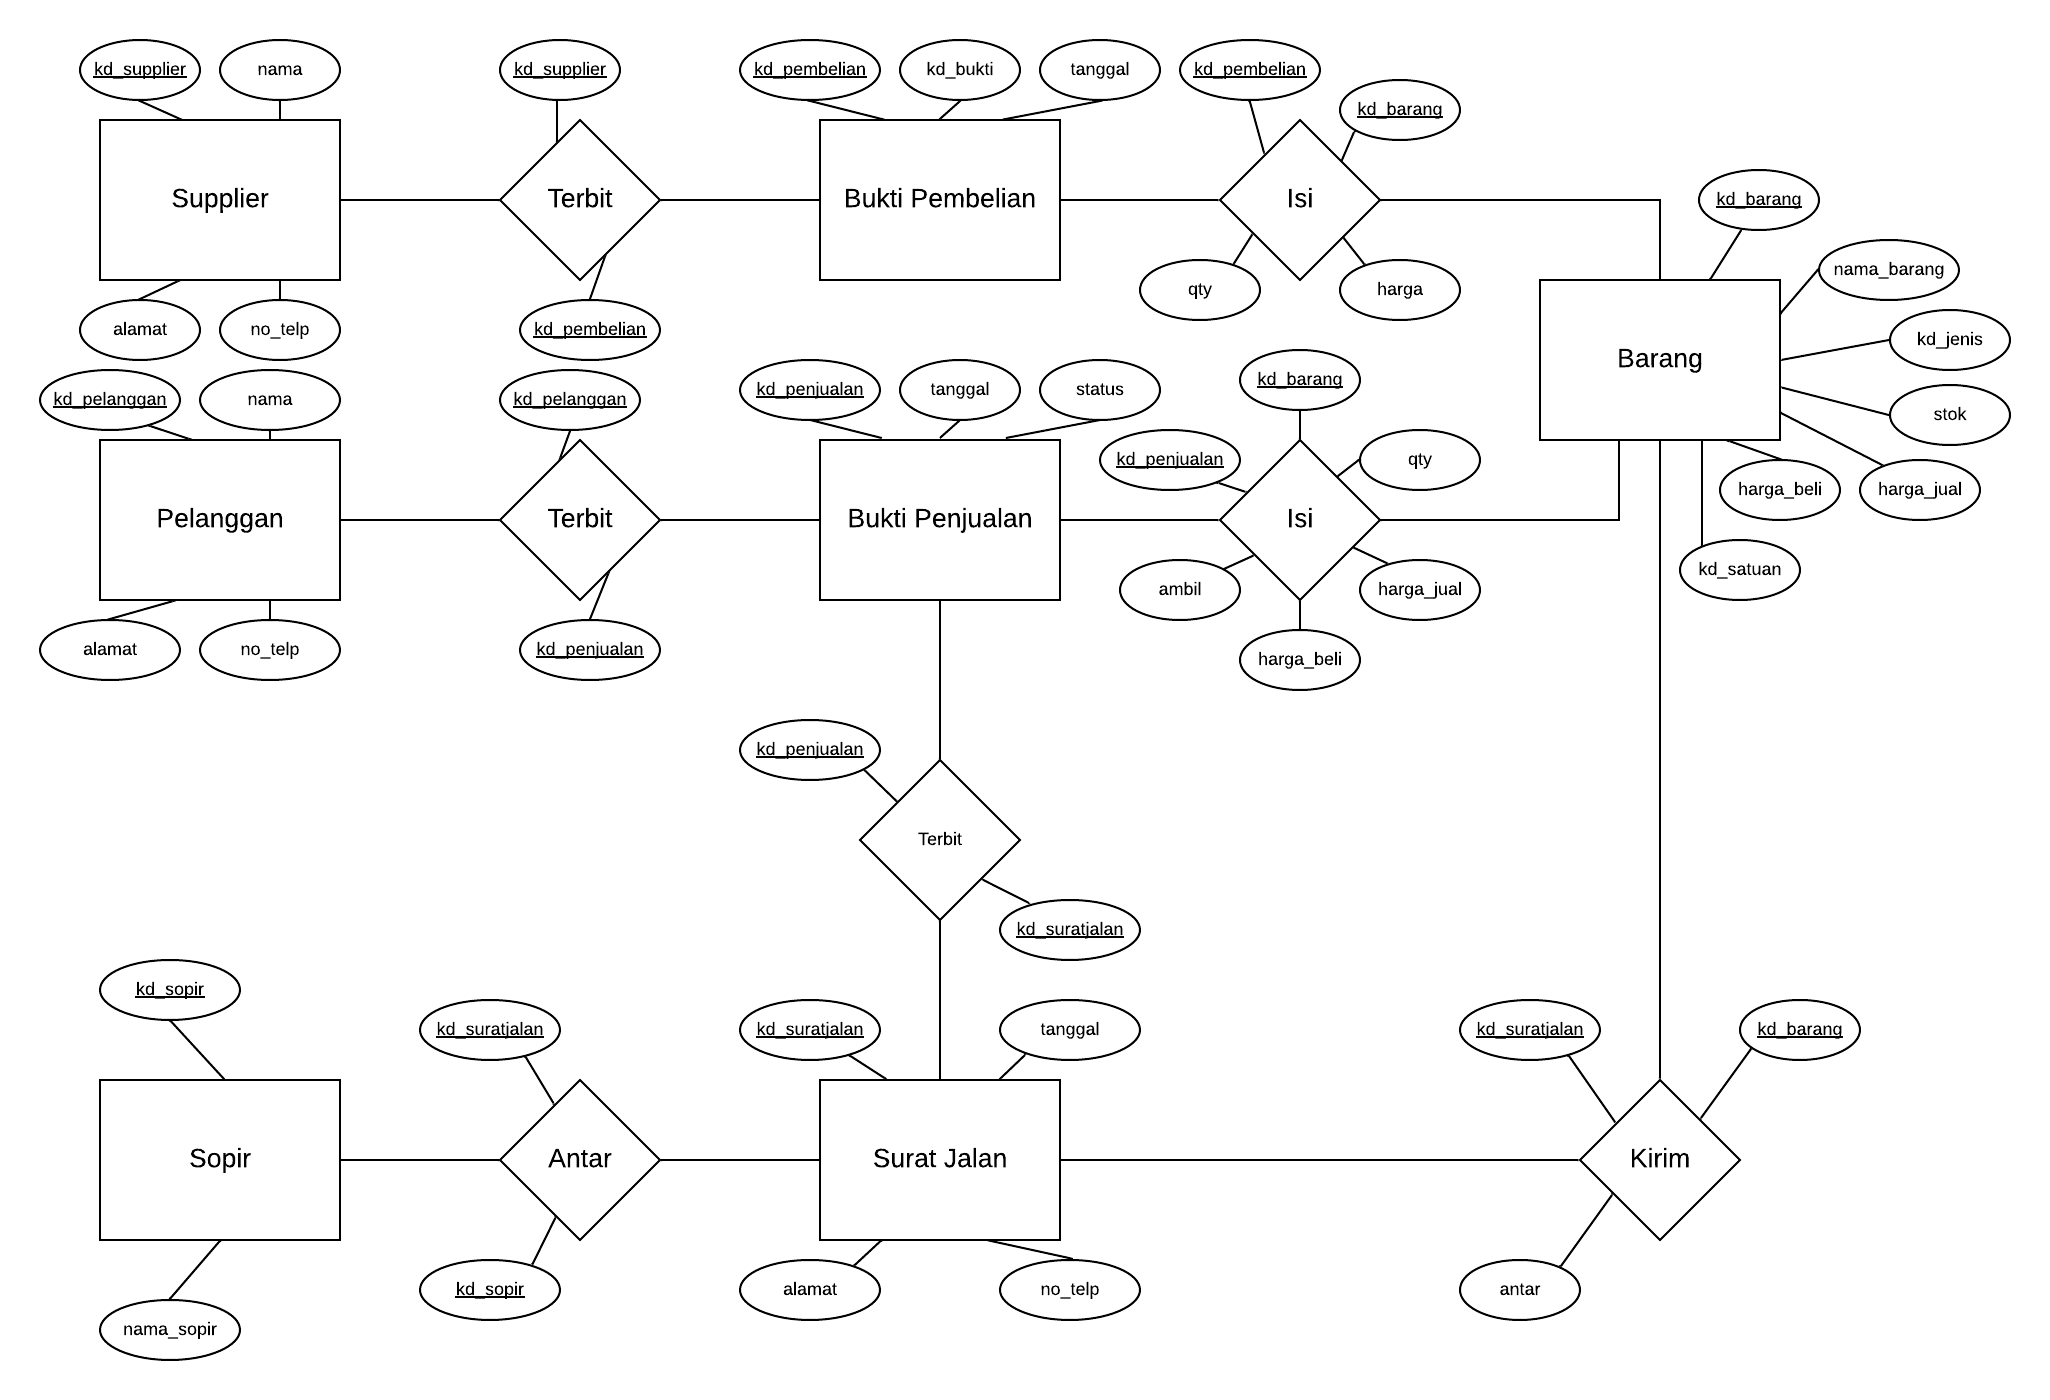 kd_supplier
nama
kd_supplier
kd_pembelian
kd_bukti
tanggal
kd_pembelian
kd_barang
Supplier
Terbit
Bukti Pembelian
Isi
kd_barang
nama_barang
qty
harga
alamat
no_telp
kd_pembelian
kd_jenis
Barang
stok
kd_pelanggan
nama
kd_pelanggan
kd_penjualan
tanggal
status
kd_barang
kd_penjualan
qty
harga_beli
harga_jual
Pelanggan
Terbit
Bukti Penjualan
Isi
kd_satuan
ambil
harga_jual
alamat
no_telp
kd_penjualan
harga_beli
kd_penjualan
Terbit
kd_suratjalan
kd_sopir
kd_suratjalan
kd_suratjalan
tanggal
kd_suratjalan
kd_barang
Sopir
Antar
Surat Jalan
Kirim
kd_sopir
alamat
no_telp
antar
nama_sopir